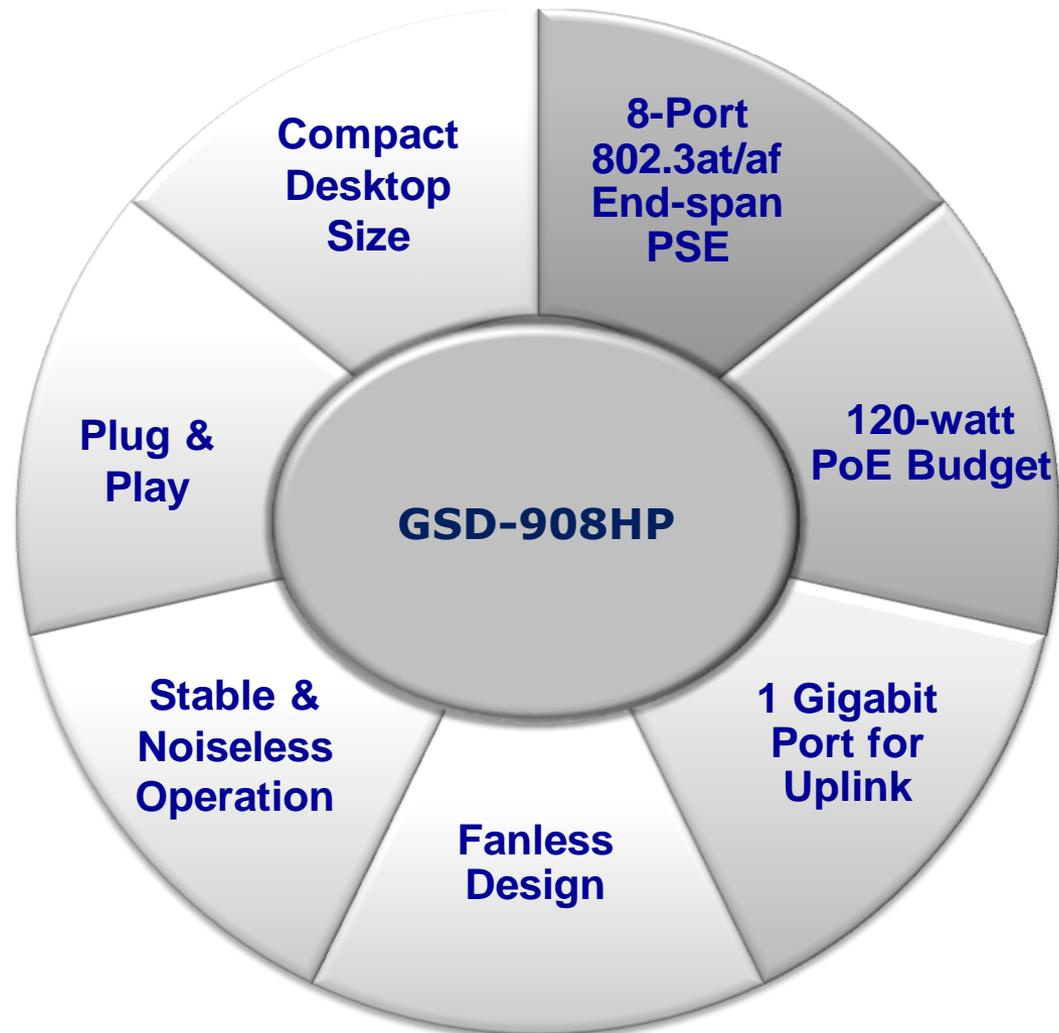 Compact
Desktop
Size
8-Port
802.3at/af
End-span
PSE
Plug &
Play
120-watt
PoE Budget
GSD-908HP
Stable &
Noiseless
Operation
1 Gigabit
Port for
Uplink
Fanless
Design